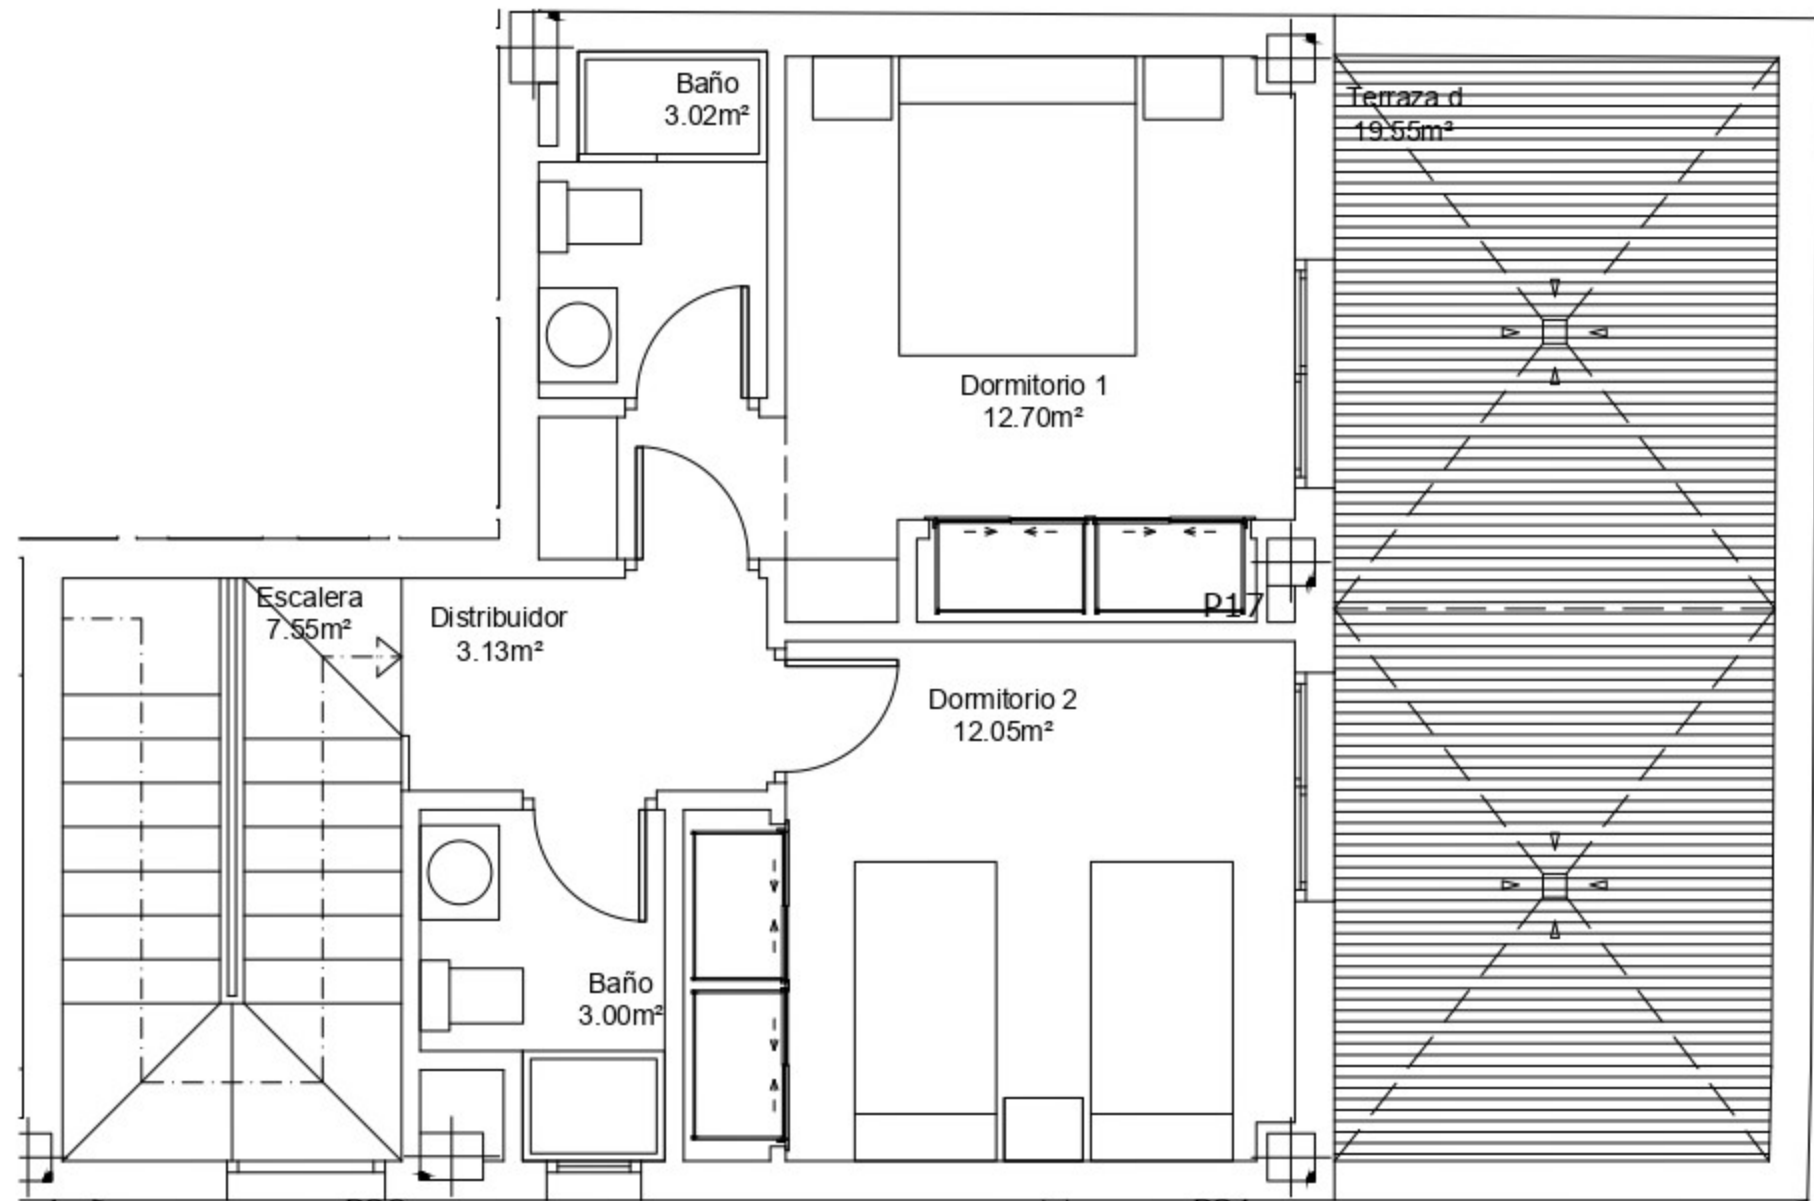 Baño
3.02m²
Terraza d
19.55m²
Dormitorio 1
12.70m²
Escalera
7.55m²
Distribuidor
3.13m²
P17
Dormitorio 2
12.05m²
Baño
3.00m²